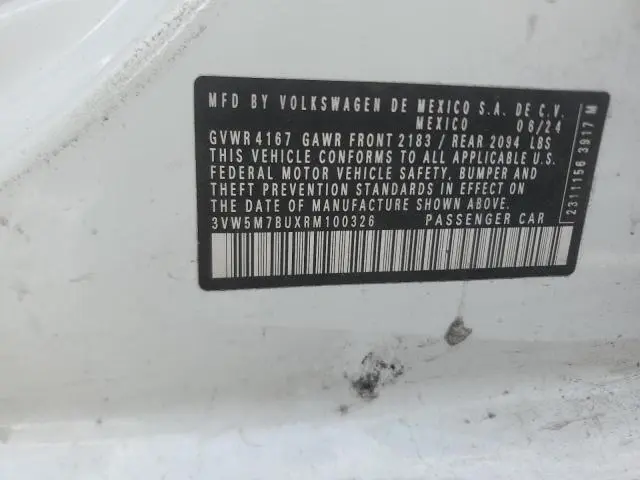 MFD BY VOLKSWAGEN DE MEXICO S.A. DE C.V.
MEXICO 06/24
GVWR 4167 GAWR FRONT 2183 / REAR 2094 LBS
THIS VEHICLE CONFORMS TO ALL APPLICABLE U.S.
FEDERAL MOTOR VEHICLE SAFETY, BUMPER AND
THEFT PREVENTION STANDARDS IN EFFECT ON
THE DATE OF MANUFACTURE SHOWN ABOVE.
3VW5M7BUXRM100326 PASSENGER CAR
2311156 3917 M